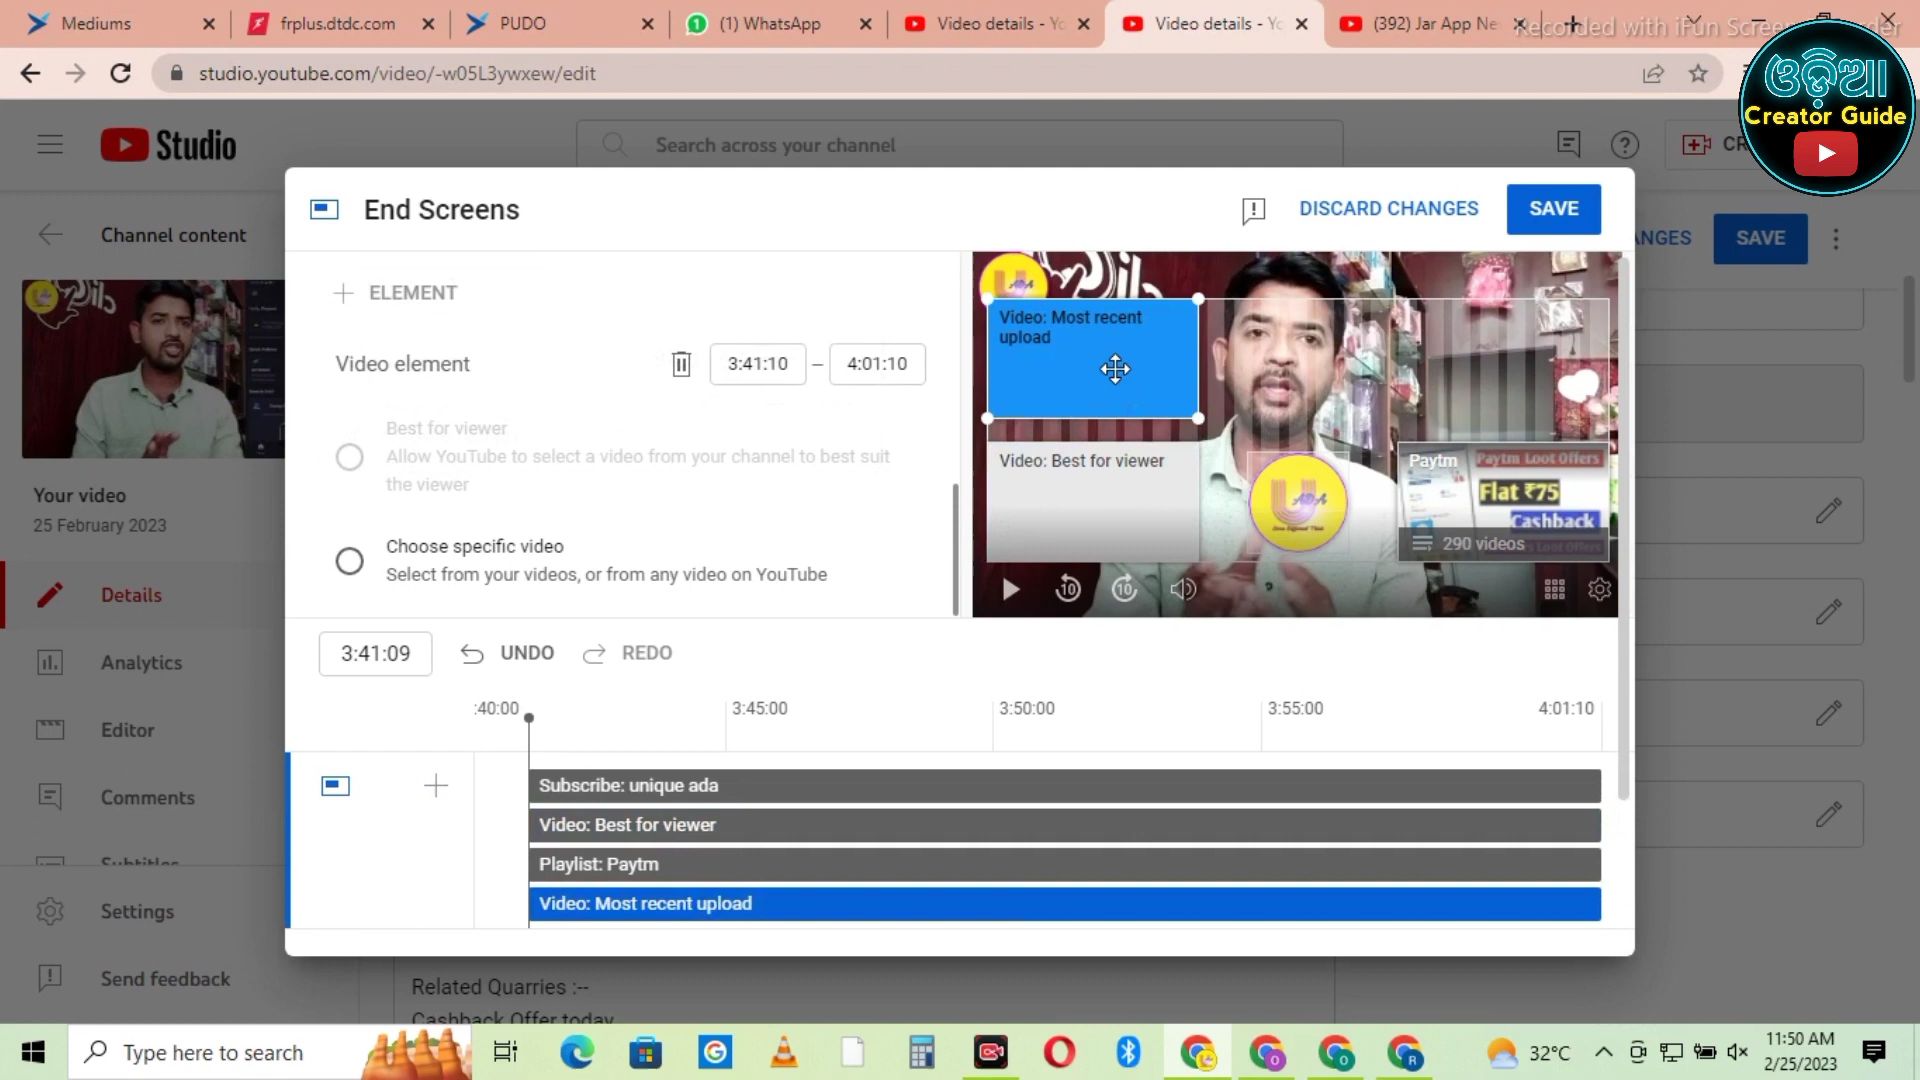 Mediums
frplus.dtdc.com
PUDO
(1) WhatsApp
Video details - Yo
Video details - Yo
(392) Jar App Ne
Recorded with iFun Screen Recorder
studio.youtube.com/video/-w05L3ywxew/edit
ଓଡ଼ିଆ
Creator Guide
Studio
Search across your channel
CR
End Screens
DISCARD CHANGES
SAVE
Channel content
ANGES
SAVE
ELEMENT
Video element
3:41:10
–
4:01:10
Best for viewer
Allow YouTube to select a video from your channel to best suit
the viewer
Choose specific video
Select from your videos, or from any video on YouTube
Video: Most recent
upload
Video: Best for viewer
U
ADA
Paytm
Paytm Loot Offers
Flat ₹75
Cashback
290 videos
10
10
Your video
25 February 2023
3:41:09
UNDO
REDO
Details
Analytics
Editor
Comments
Subtitles
Settings
Send feedback
:40:00
3:45:00
3:50:00
3:55:00
4:01:10
Subscribe: unique ada
Video: Best for viewer
Playlist: Paytm
Video: Most recent upload
Related Quarries :--
Cashback Offer today
Type here to search
32°C
11:50 AM
2/25/2023